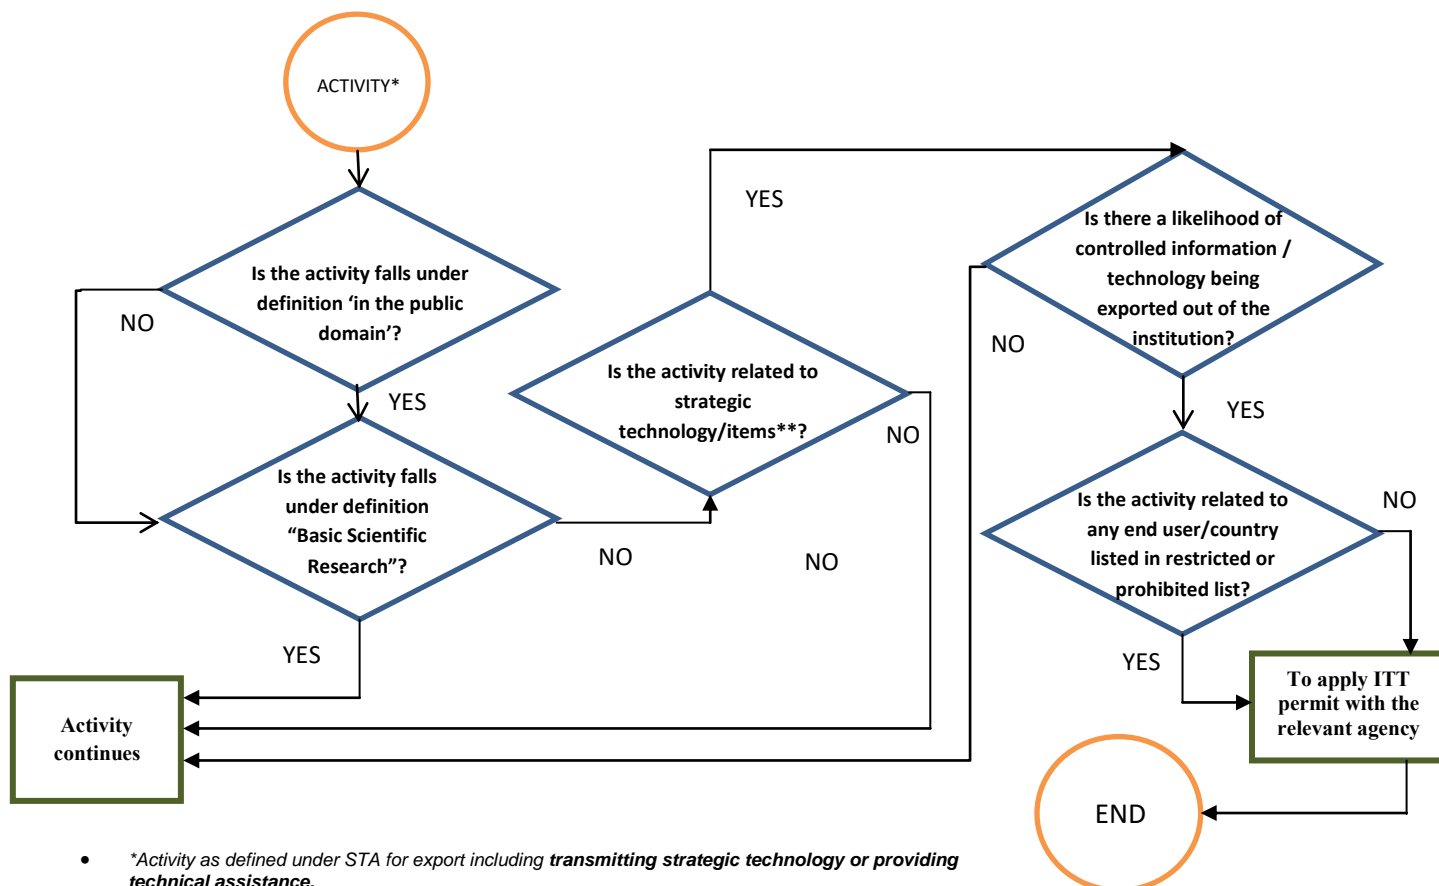 ACTIVITY*
Is the activity falls under
definition ‘in the public
domain’?
NO
YES
Is the activity falls
under definition
“Basic Scientific
Research”?
NO
YES
Is the activity related to
strategic
technology/items**?
YES
NO
NO
Is there a likelihood of
controlled information /
technology being
exported out of the
institution?
NO
YES
Is the activity related to
any end user/country
listed in restricted or
prohibited list?
NO
YES
To apply ITT
permit with the
relevant agency
Activity
continues
END
• *Activity as defined under STA for export including transmitting strategic technology or providing
technical assistance.